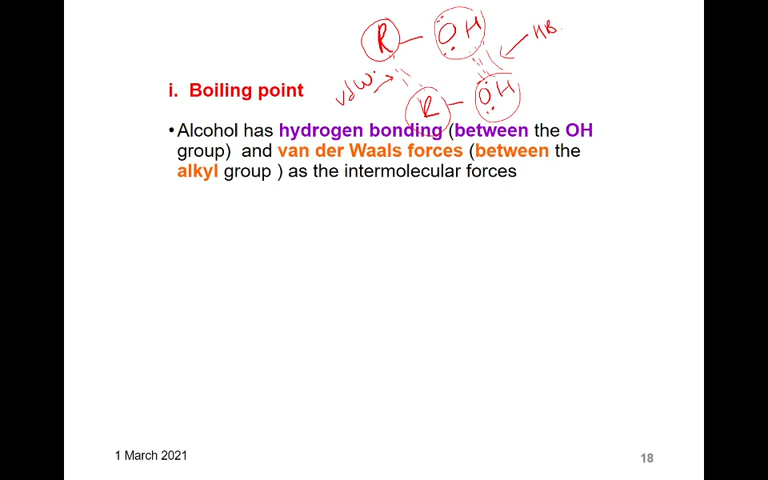 R — OH
HB
vdW
R — OH
i. Boiling point
•Alcohol has hydrogen bonding (between the OH
group) and van der Waals forces (between the
alkyl group ) as the intermolecular forces
1 March 2021
18